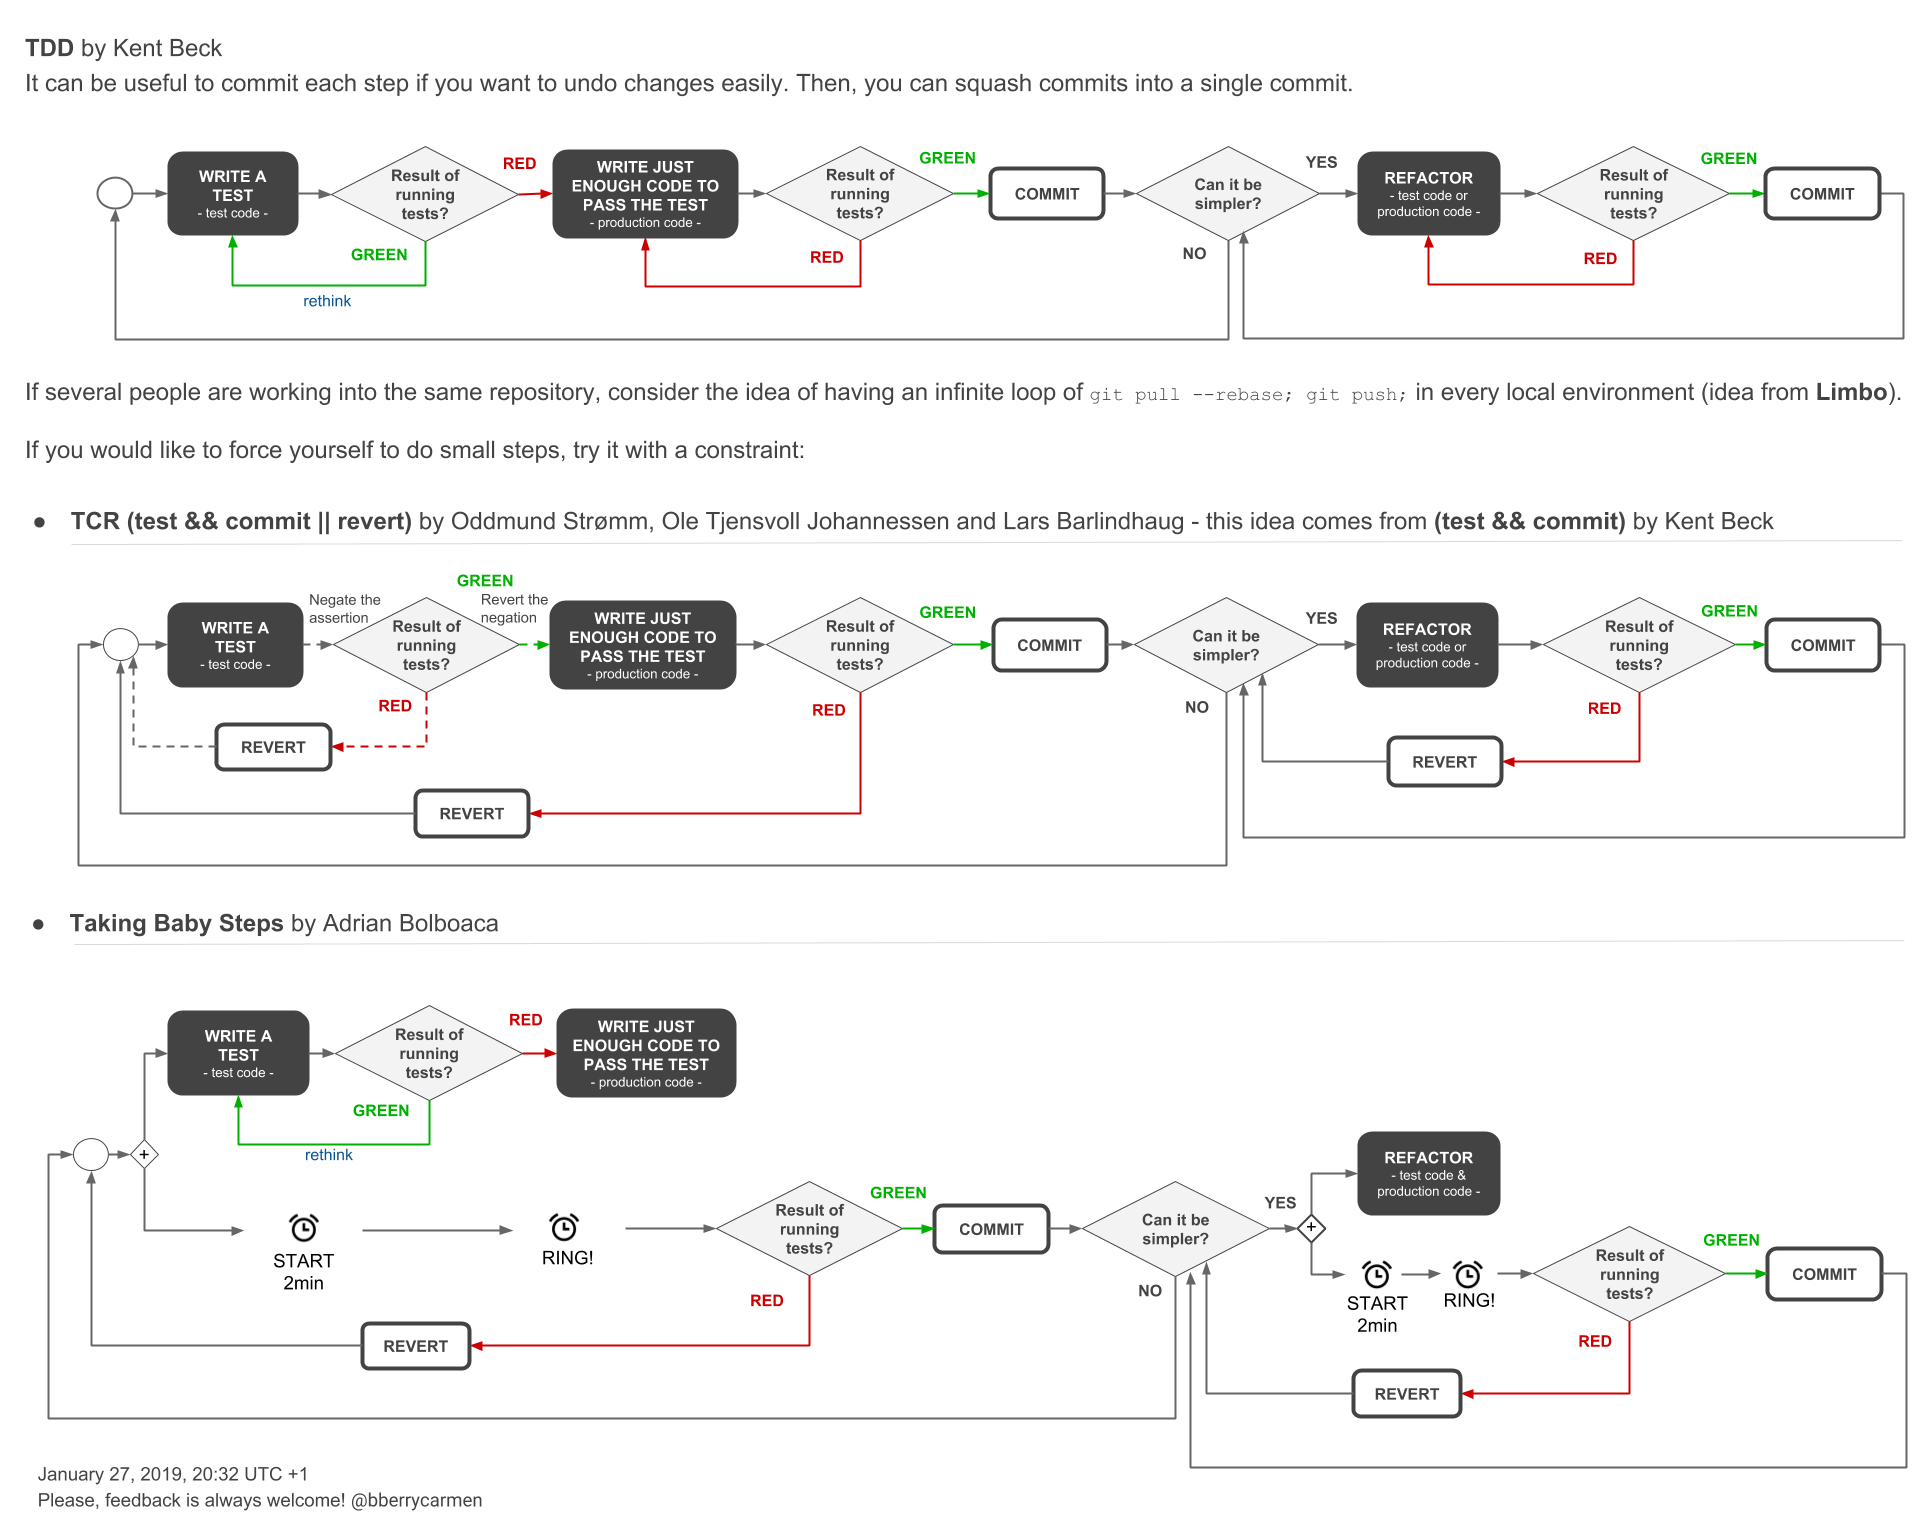 TDD by Kent Beck
It can be useful to commit each step if you want to undo changes easily. Then, you can squash commits into a single commit.
WRITE A
TEST
- test code -
Result of
running
tests?
RED
GREEN
rethink
WRITE JUST
ENOUGH CODE TO
PASS THE TEST
- production code -
Result of
running
tests?
GREEN
RED
COMMIT
Can it be
simpler?
YES
NO
REFACTOR
- test code or
production code -
Result of
running
tests?
GREEN
RED
COMMIT
If several people are working into the same repository, consider the idea of having an infinite loop of git pull --rebase; git push; in every local environment (idea from Limbo).
If you would like to force yourself to do small steps, try it with a constraint:
● TCR (test && commit || revert) by Oddmund Strømm, Ole Tjensvoll Johannessen and Lars Barlindhaug - this idea comes from (test && commit) by Kent Beck
WRITE A
TEST
- test code -
Negate the
assertion
Result of
running
tests?
GREEN
Revert the
negation
RED
REVERT
WRITE JUST
ENOUGH CODE TO
PASS THE TEST
- production code -
Result of
running
tests?
GREEN
RED
REVERT
COMMIT
Can it be
simpler?
YES
NO
REFACTOR
- test code or
production code -
Result of
running
tests?
GREEN
RED
REVERT
COMMIT
● Taking Baby Steps by Adrian Bolboaca
WRITE A
TEST
- test code -
Result of
running
tests?
RED
GREEN
rethink
WRITE JUST
ENOUGH CODE TO
PASS THE TEST
- production code -
+
START
2min
RING!
Result of
running
tests?
GREEN
RED
REVERT
COMMIT
Can it be
simpler?
YES
NO
+
REFACTOR
- test code &
production code -
START
2min
RING!
Result of
running
tests?
GREEN
RED
REVERT
COMMIT
January 27, 2019, 20:32 UTC +1
Please, feedback is always welcome! @bberrycarmen